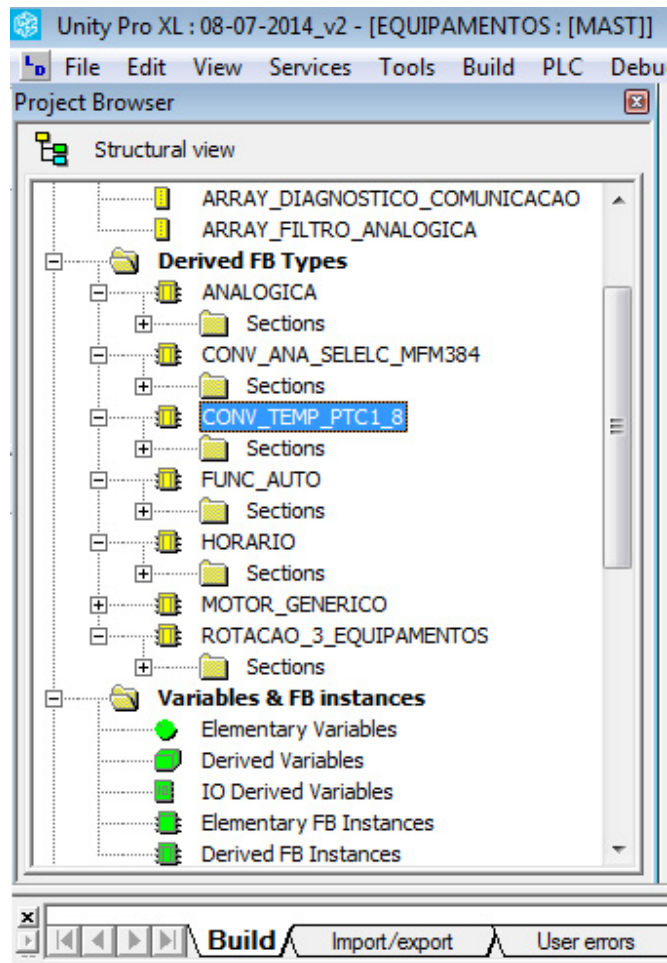 Unity Pro XL : 08-07-2014_v2 - [EQUIPAMENTOS : [MAST]]
File Edit View Services Tools Build PLC Debu
Project Browser
Structural view
ARRAY_DIAGNOSTICO_COMUNICACAO
ARRAY_FILTRO_ANALOGICA
Derived FB Types
ANALOGICA
Sections
CONV_ANA_SELELC_MFM384
Sections
CONV_TEMP_PTC1_8
Sections
FUNC_AUTO
Sections
HORARIO
Sections
MOTOR_GENERICO
ROTACAO_3_EQUIPAMENTOS
Sections
Variables & FB instances
Elementary Variables
Derived Variables
IO Derived Variables
Elementary FB Instances
Derived FB Instances
Build Import/export User errors